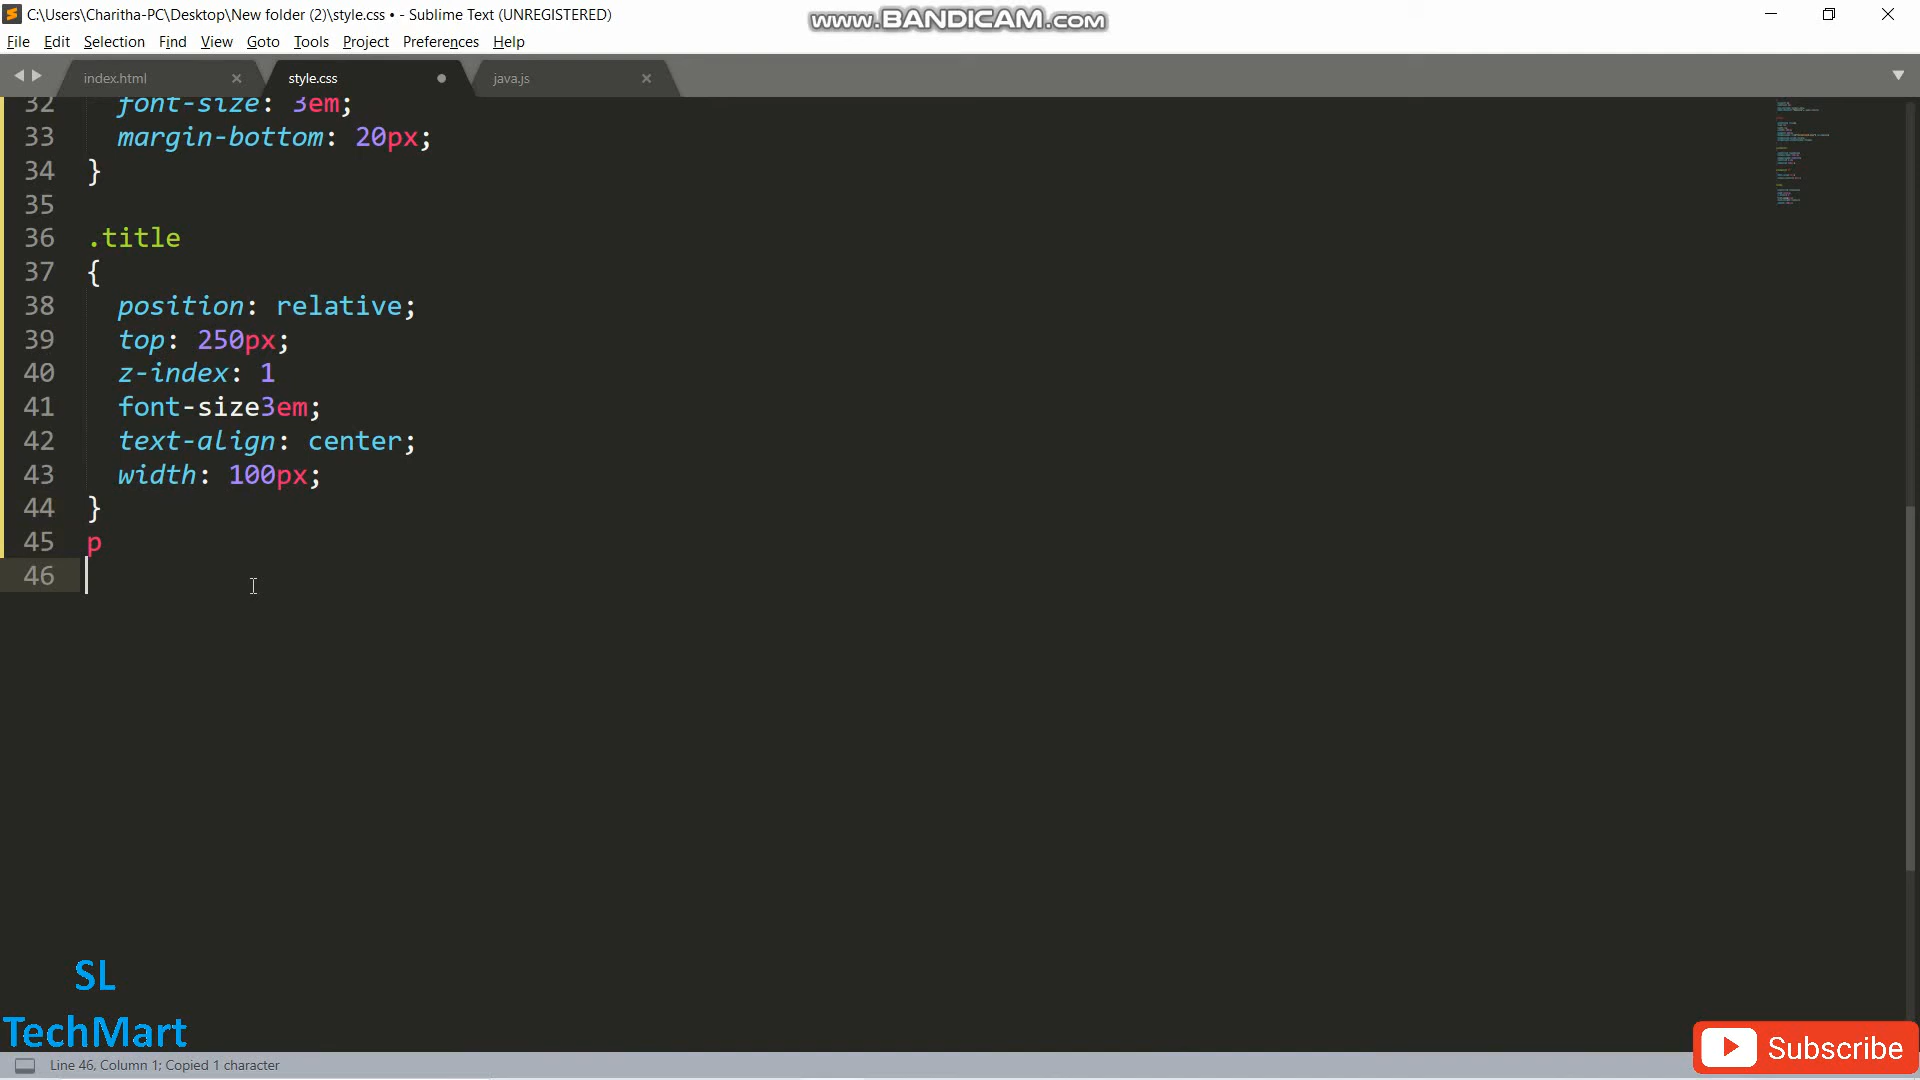 C:\Users\Charitha-PC\Desktop\New folder (2)\style.css • - Sublime Text (UNREGISTERED)
www.BANDICAM.com
File Edit Selection Find View Goto Tools Project Preferences Help
index.html style.css java.js
32 font-size: 3em;
33 margin-bottom: 20px;
34 }
35
36 .title
37 {
38 position: relative;
39 top: 250px;
40 z-index: 1
41 font-size3em;
42 text-align: center;
43 width: 100px;
44 }
45 p
46
SL
TechMart
Line 46, Column 1; Copied 1 character
Subscribe